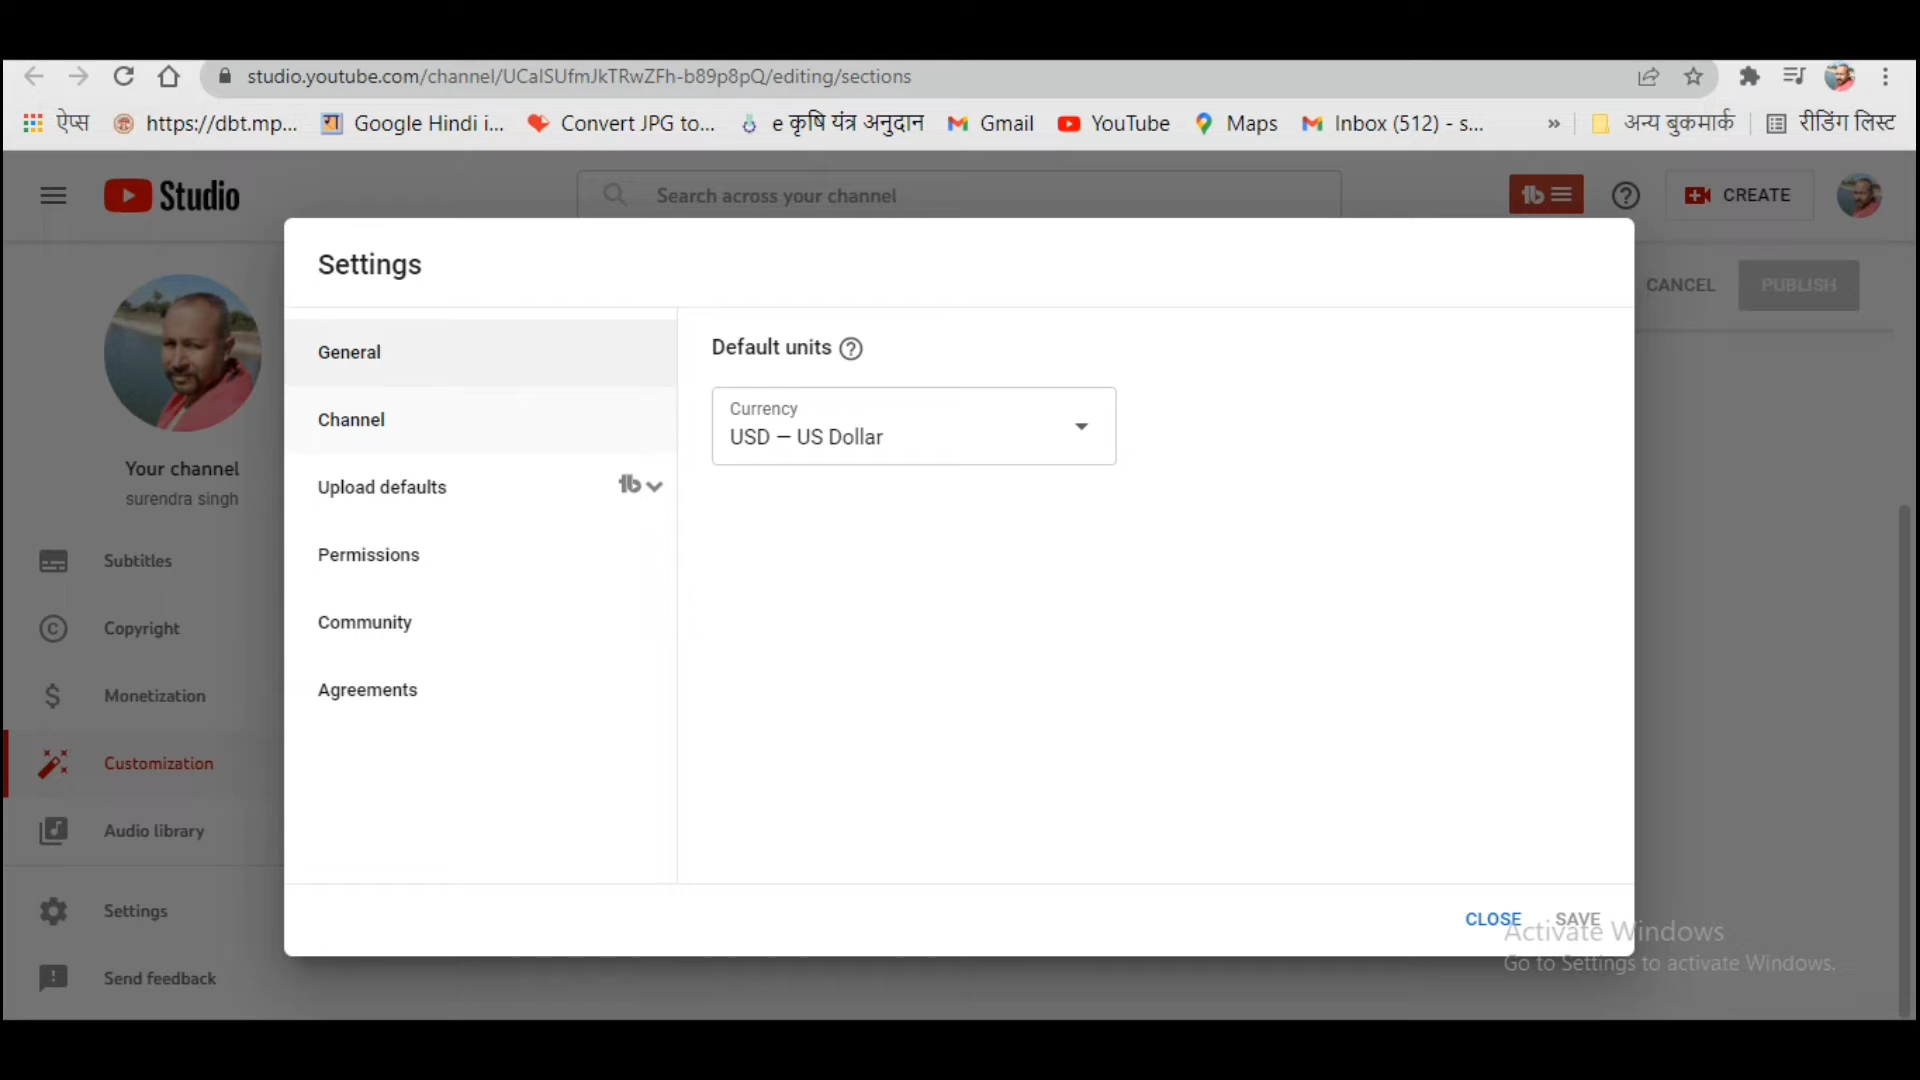 studio.youtube.com/channel/UCaISUfmJkTRwZFh-b89p8pQ/editing/sections
ऐप्स https://dbt.mp... Google Hindi i... Convert JPG to... e कृषि यंत्र अनुदान Gmail YouTube Maps Inbox (512) - s... » अन्य बुकमार्क रीडिंग लिस्ट
Studio Search across your channel CREATE
Settings
CANCEL PUBLISH
General
Channel
Upload defaults
Permissions
Community
Agreements
Default units
Currency
USD – US Dollar
Your channel
surendra singh
Subtitles
Copyright
Monetization
Customization
Audio library
Settings
Send feedback
CLOSE SAVE
Activate Windows
Go to Settings to activate Windows.